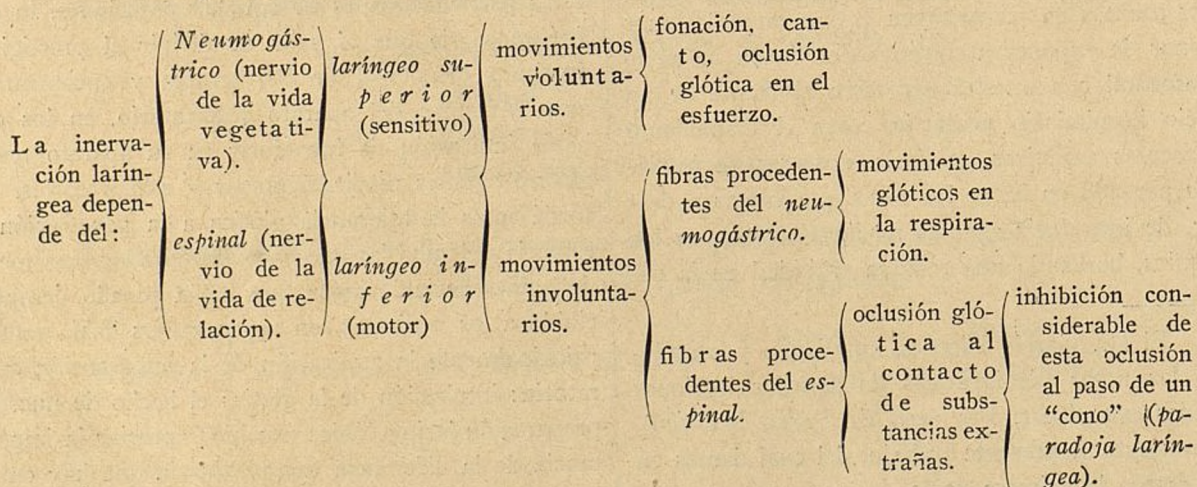 La inerva-
ción larín-
gea depen-
de del:
Neumogás-
trico (nervio
de la vida
vegetati-
va).
espinal (ner-
vio de la
vida de re-
lación).
laríngeo su-
perior
(sensitivo)
laríngeo in-
ferior
(motor)
movimientos
volunta-
rios.
fonación, can-
to, oclusión
glótica en el
esfuerzo.
movimientos
involunta-
rios.
fibras proceden-
tes del neu-
mogástrico.
movimientos
glóticos en
la respira-
ción.
fibras proce-
dentes del es-
pinal.
oclusión gló-
tica al
contacto
de subs-
tancias ex-
trañas.
inhibición con-
siderable de
esta oclusión
al paso de un
“cono” ((pa-
radoja larín-
gea).